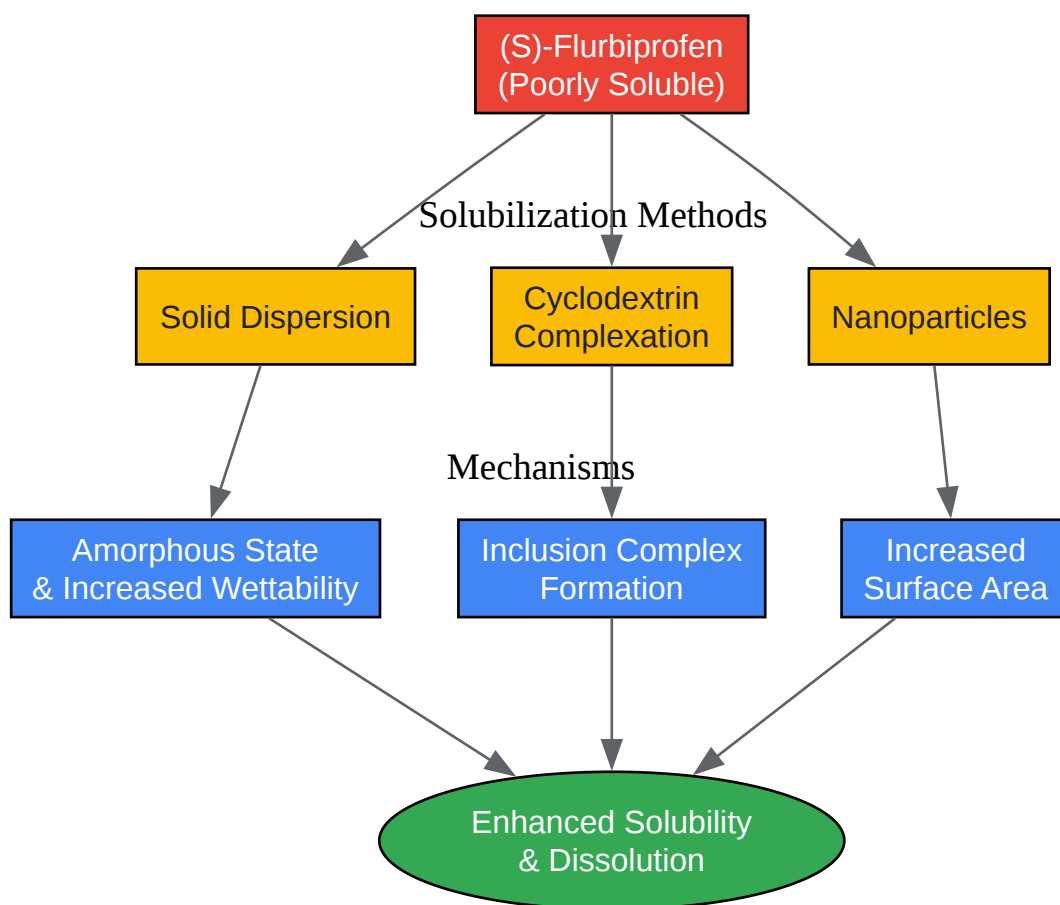 (S)-Flurbiprofen
(Poorly Soluble)
Solubilization Methods
Solid Dispersion
Cyclodextrin
Complexation
Nanoparticles
Mechanisms
Amorphous State
& Increased Wettability
Inclusion Complex
Formation
Increased
Surface Area
Enhanced Solubility
& Dissolution